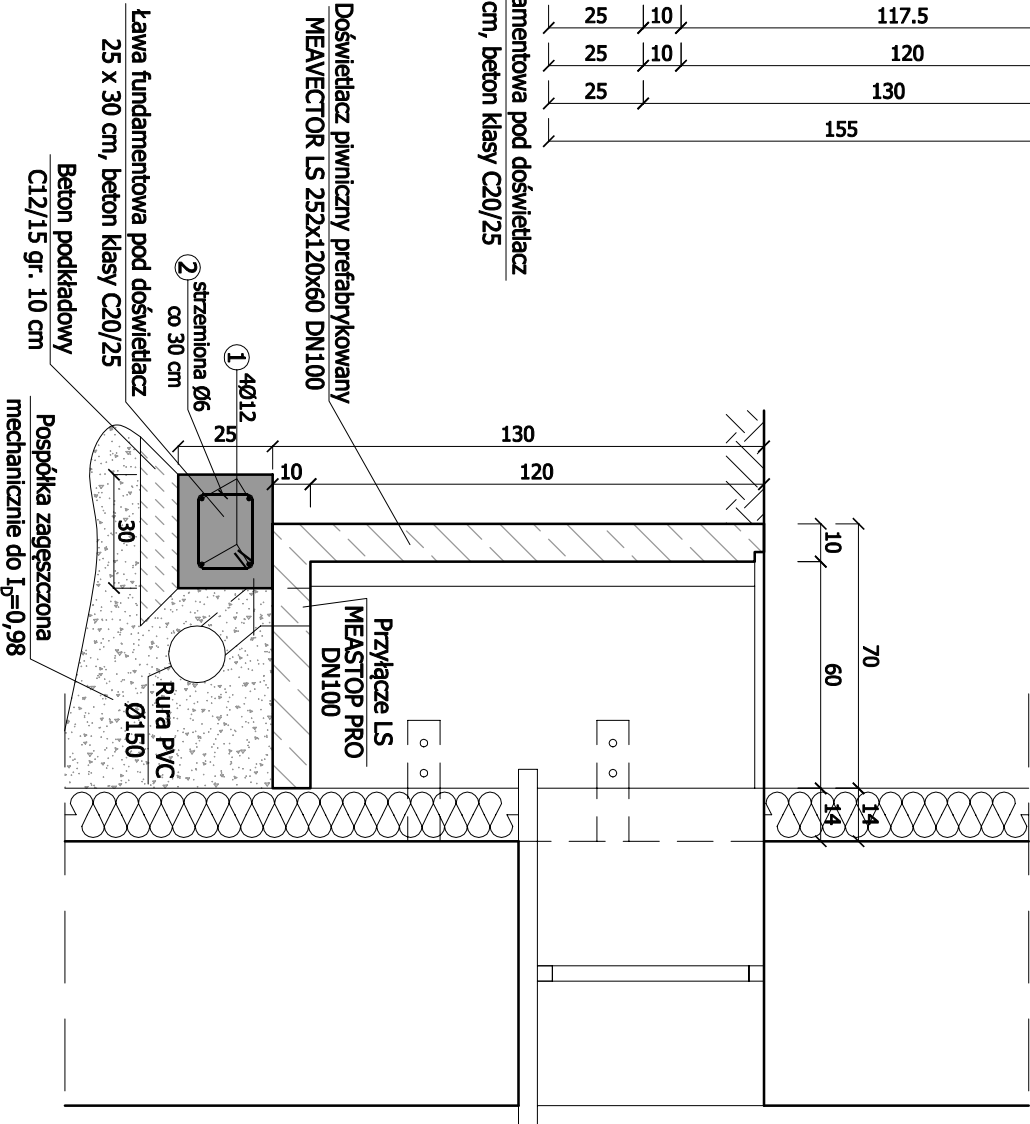 25
10
117.5
25
10
120
25
130
155
amentowa pod doświetlacz
cm, beton klasy C20/25
Doświetlacz piwniczny prefabrykowany
MEAVECTOR LS 252x120x60 DN100
① 4Ø12
② strzemiona Ø6
co 30 cm
Ława fundamentowa pod doświetlacz
25 x 30 cm, beton klasy C20/25
Beton podkładowy
C12/15 gr. 10 cm
Pospółka zagęszczona
mechanicznie do I_D=0,98
Rura PVC
Ø150
Przyłącze LS
MEASTOP PRO
DN100
25
130
10
120
30
10
60
14
70
14